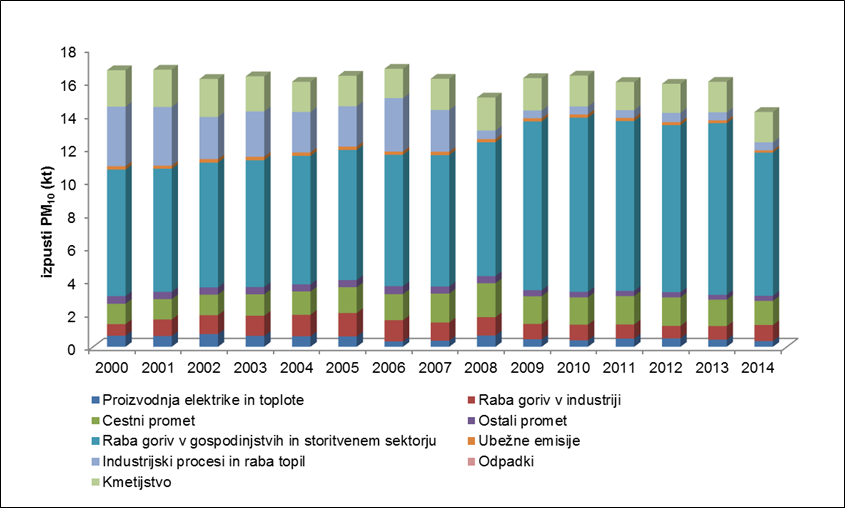 izpusti PM10 (kt)
18
16
14
12
10
8
6
4
2
0
2000 2001 2002 2003 2004 2005 2006 2007 2008 2009 2010 2011 2012 2013 2014
Proizvodnja elektrike in toplote
Raba goriv v industriji
Cestni promet
Ostali promet
Raba goriv v gospodinjstvih in storitvenem sektorju
Ubežne emisije
Industrijski procesi in raba topil
Odpadki
Kmetijstvo